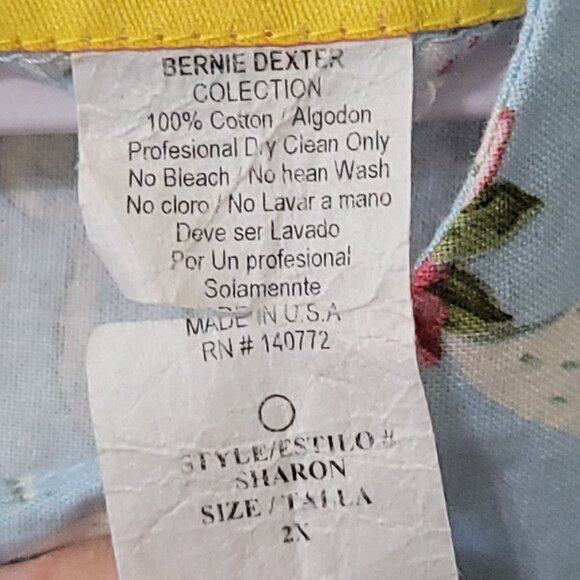 BERNIE DEXTER
COLECTION
100% Cotton / Algodon
Profesional Dry Clean Only
No Bleach / No hean Wash
No cloro / No Lavar a mano
Deve ser Lavado
Por Un profesional
Solamennte
MADE IN U.S.A
RN # 140772
STYLE/ESTILO #
SHARON
SIZE / TALLA
2X